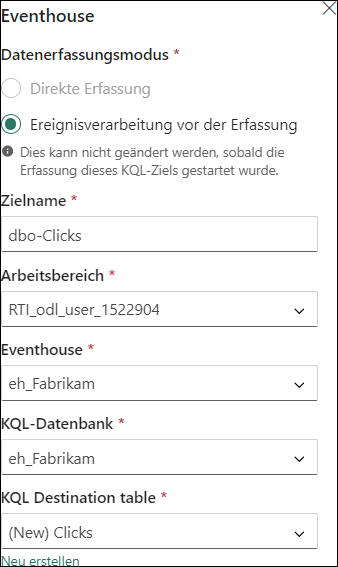 Eventhouse
Datenerfassungsmodus *
Direkte Erfassung
Ereignisverarbeitung vor der Erfassung
Dies kann nicht geändert werden, sobald die
Erfassung dieses KQL-Ziels gestartet wurde.
Zielname *
dbo-Clicks
Arbeitsbereich *
RTI_odl_user_1522904
Eventhouse *
eh_Fabrikam
KQL-Datenbank *
eh_Fabrikam
KQL Destination table *
(New) Clicks
Neu erstellen